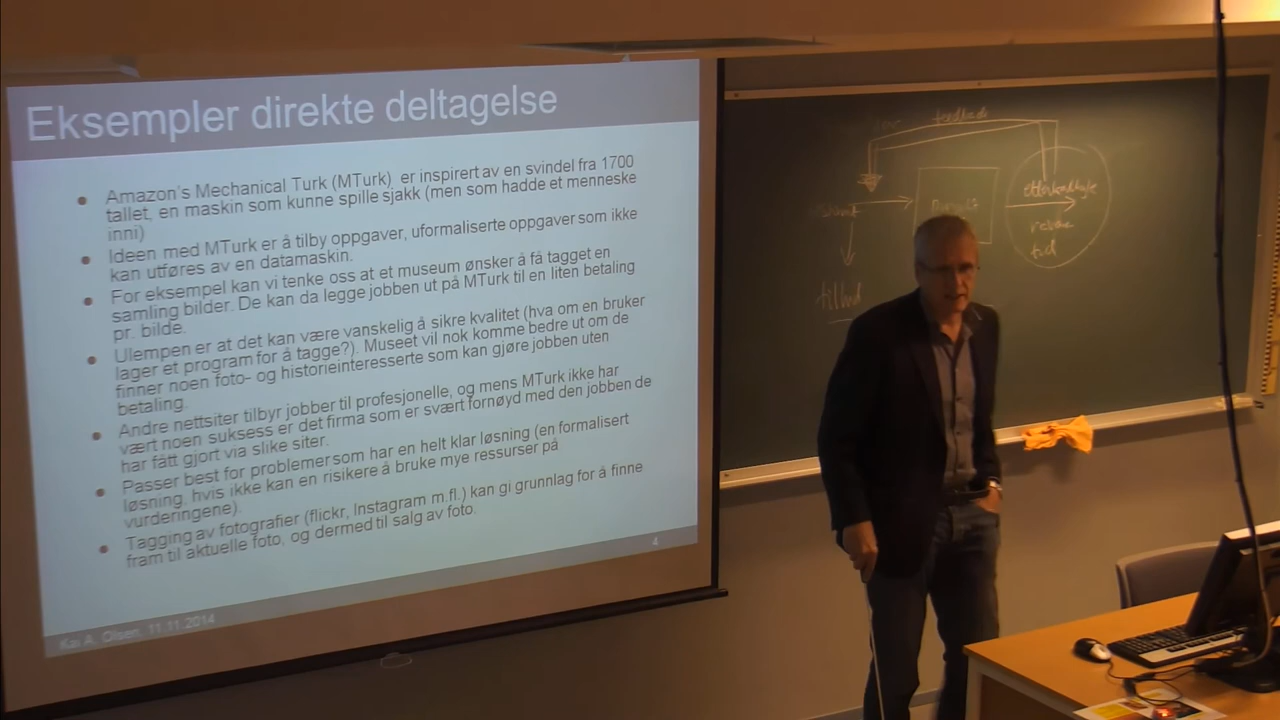 Eksempler direkte deltagelse
Amazon's Mechanical Turk (MTurk) er inspirert av en svindel fra 1700
tallet, en maskin som kunne spille sjakk (men som hadde et menneske
inni)
Ideen med MTurk er å tilby oppgaver, uformaliserte oppgaver som ikke
kan utføres av en datamaskin.
For eksempel kan vi tenke oss at et museum ønsker å få tagget en
samling bilder. De kan da legge jobben ut på MTurk til en liten betaling
pr. bilde.
Ulempen er at det kan være vanskelig å sikre kvalitet (hva om en bruker
lager et program for å tagge?). Museet vil nok komme bedre ut om de
finner noen foto- og historieinteresserte som kan gjøre jobben uten
betaling.
Andre nettsiter tilbyr jobber til profesjonelle, og mens MTurk ikke har
vært noen suksess er det firma som er svært fornøyd med den jobben de
har fått gjort via slike siter.
Passer best for problemer som har en helt klar løsning (en formalisert
løsning, hvis ikke kan en risikere å bruke mye ressurser på
vurderingene).
Tagging av fotografier (flickr, Instagram m.fl.) kan gi grunnlag for å finne
fram til aktuelle foto, og dermed til salg av foto.
4
Kai A. Olsen, 11.11.2014
tilbud